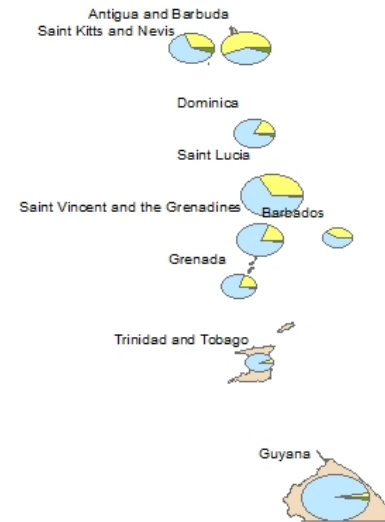 Antigua and Barbuda
Saint Kitts and Nevis
Dominica
Saint Lucia
Saint Vincent and the Grenadines
Barbados
Grenada
Trinidad and Tobago
Guyana